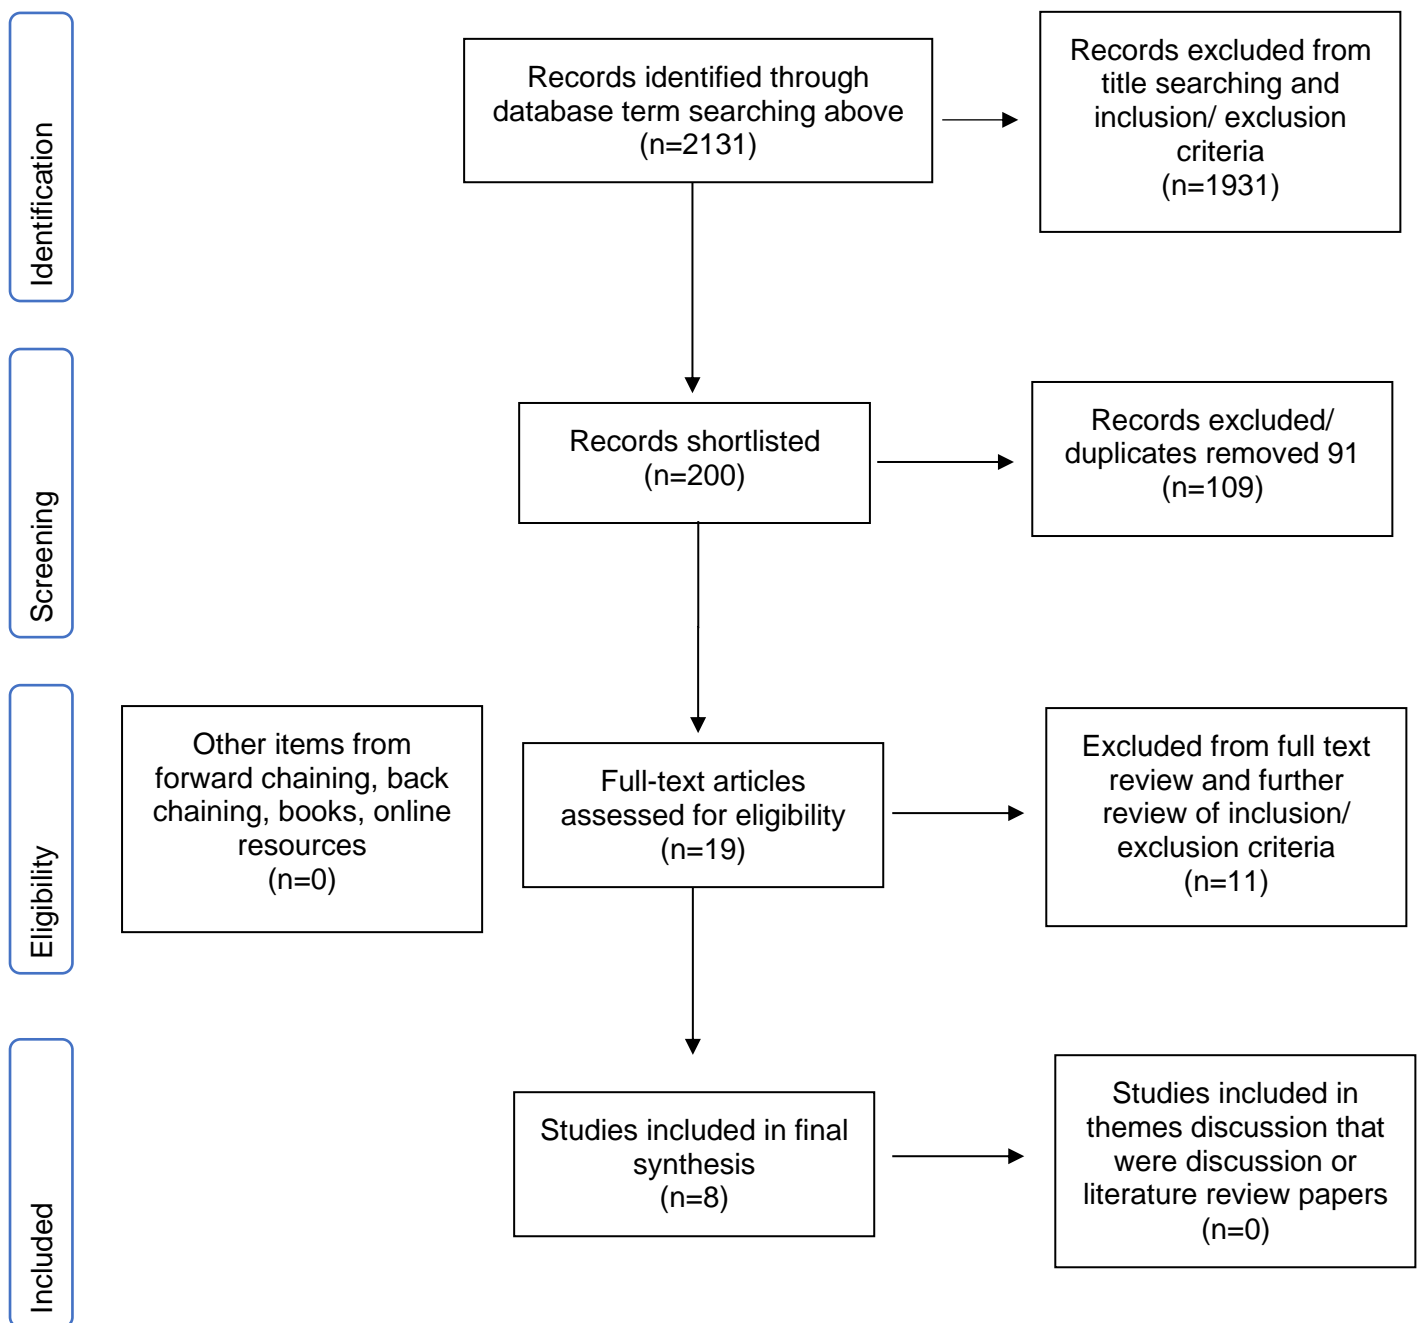 Identification
Records identified through
database term searching above
(n=2131)
Records excluded from
title searching and
inclusion/ exclusion
criteria
(n=1931)
Screening
Records shortlisted
(n=200)
Records excluded/
duplicates removed 91
(n=109)
Eligibility
Other items from
forward chaining, back
chaining, books, online
resources
(n=0)
Full-text articles
assessed for eligibility
(n=19)
Excluded from full text
review and further
review of inclusion/
exclusion criteria
(n=11)
Included
Studies included in final
synthesis
(n=8)
Studies included in
themes discussion that
were discussion or
literature review papers
(n=0)